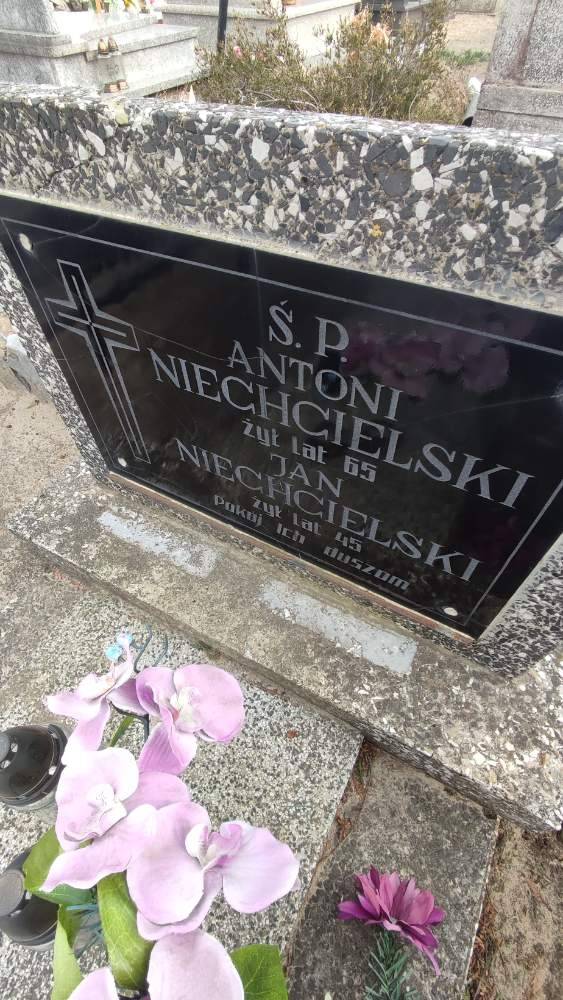 Ś. P.
ANTONI
NIECHCIELSKI
żył lat 65
JAN
NIECHCIELSKI
żył lat 45
Pokój Ich duszom